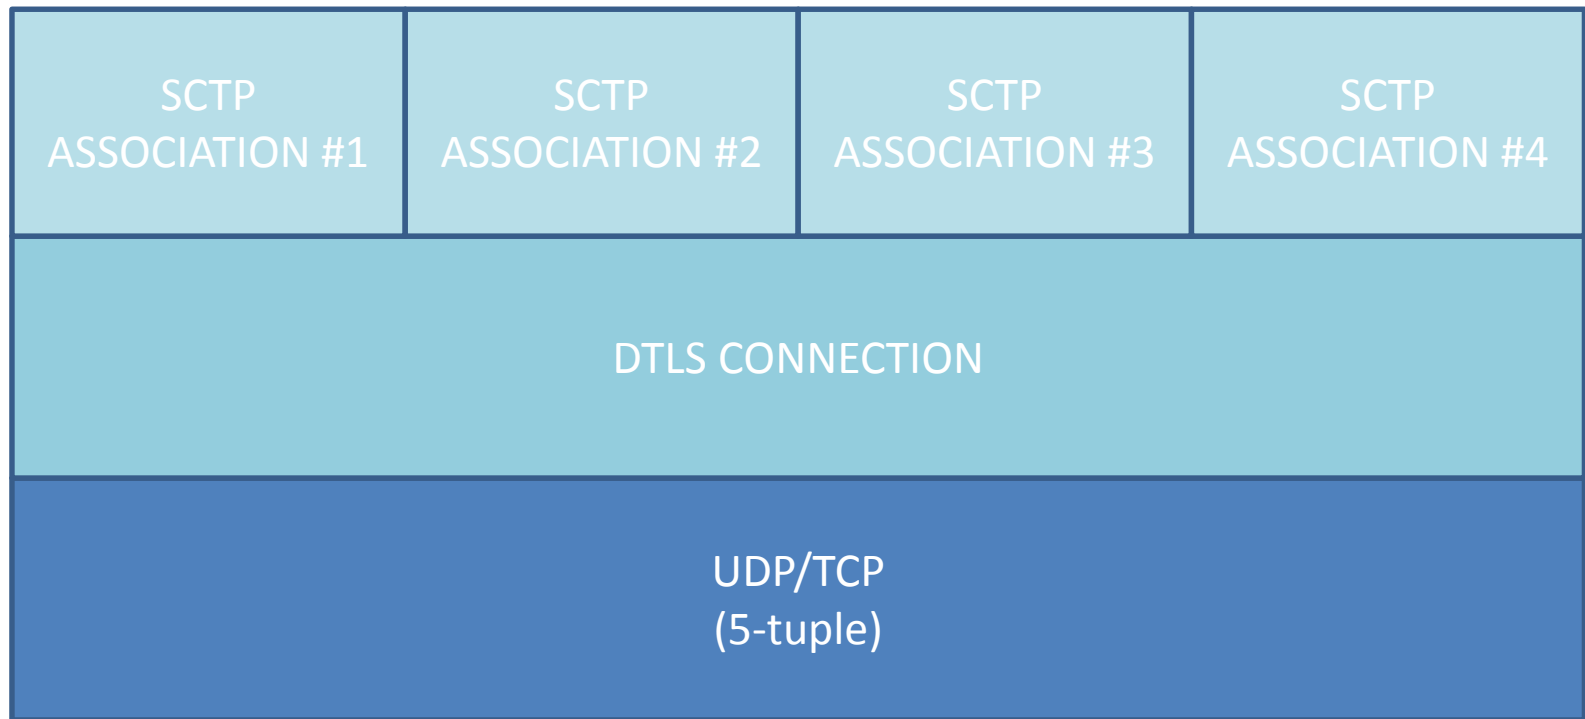 SCTP
ASSOCIATION #1
SCTP
ASSOCIATION #2
SCTP
ASSOCIATION #3
SCTP
ASSOCIATION #4
DTLS CONNECTION
UDP/TCP
(5-tuple)